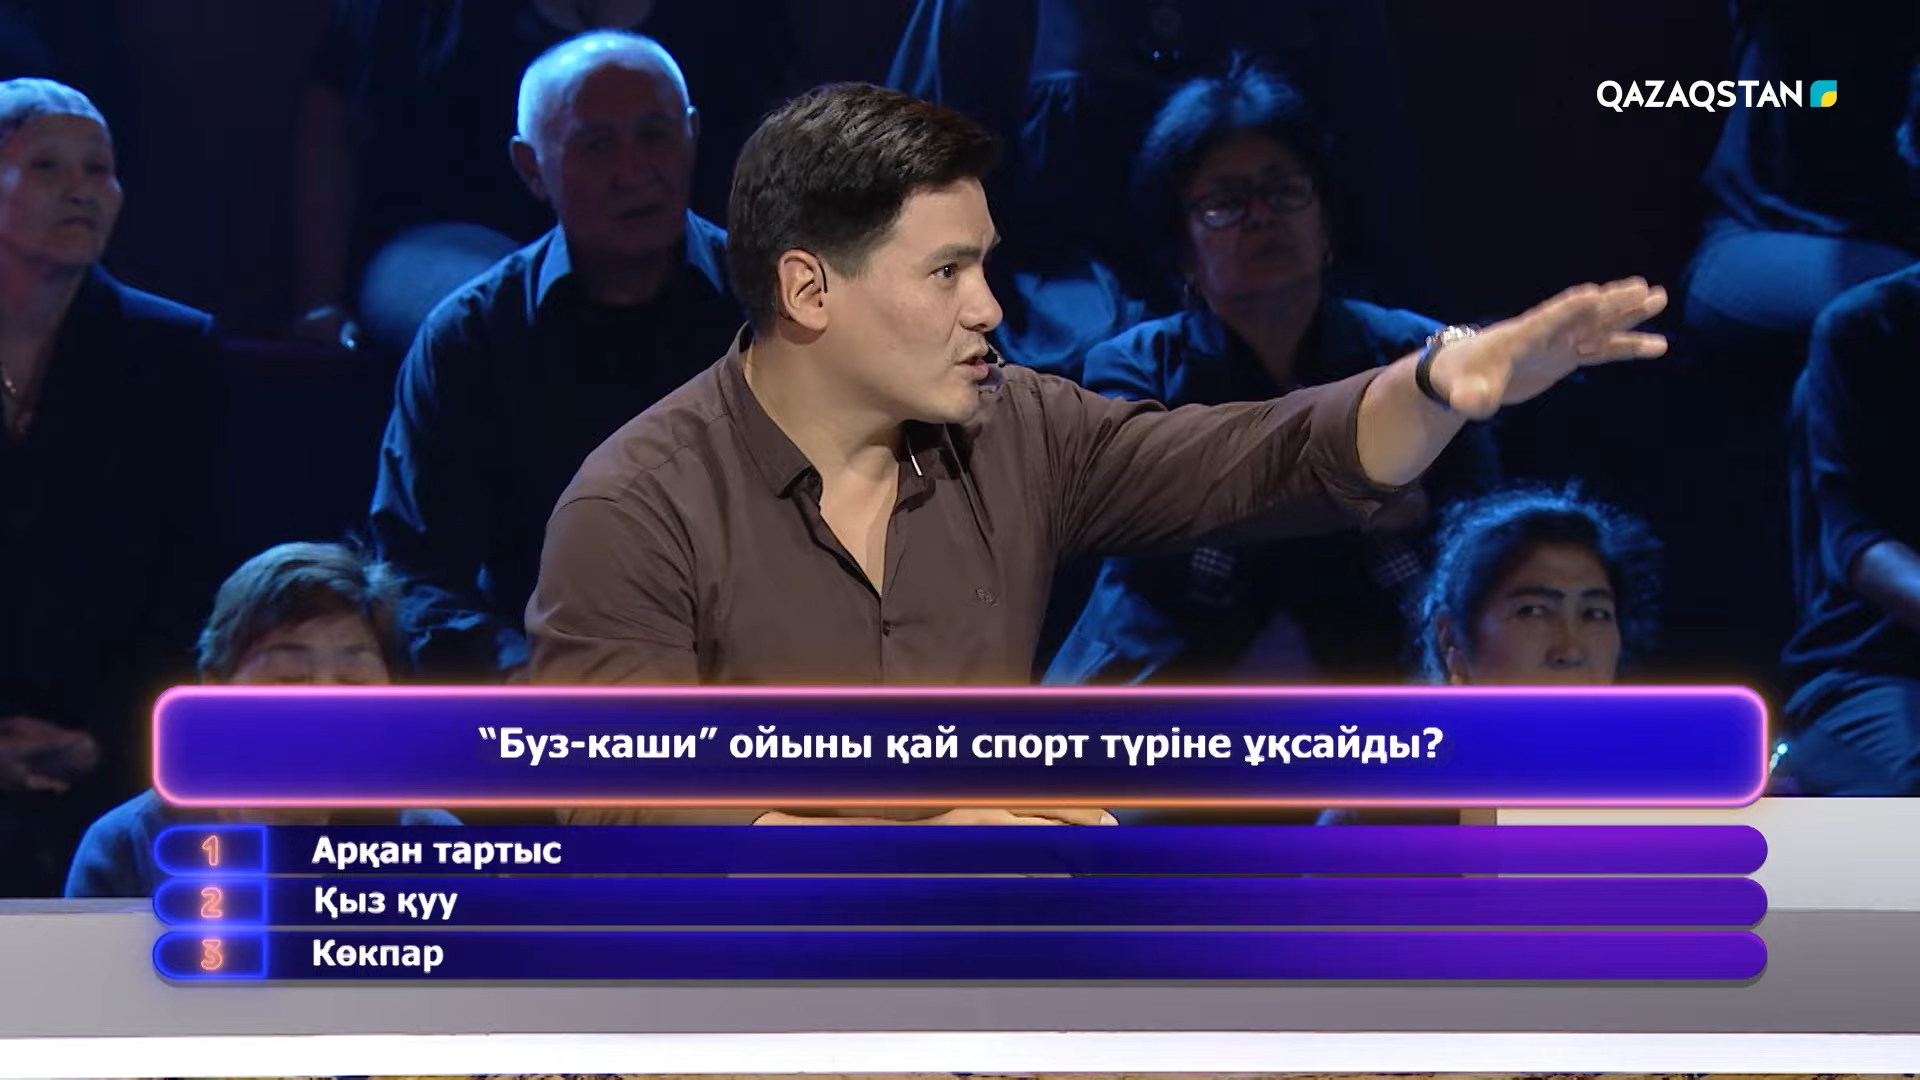 QAZAQSTAN
“Буз-каши” ойыны қай спорт түріне ұқсайды?
1 Арқан тартыс
2 Қыз қуу
3 Көкпар